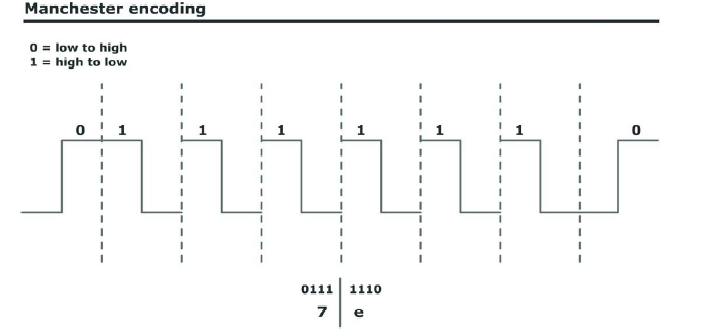 Manchester encoding
0 = low to high
1 = high to low
0 1 1 1 1 1 1 0
0111 1110
7 e